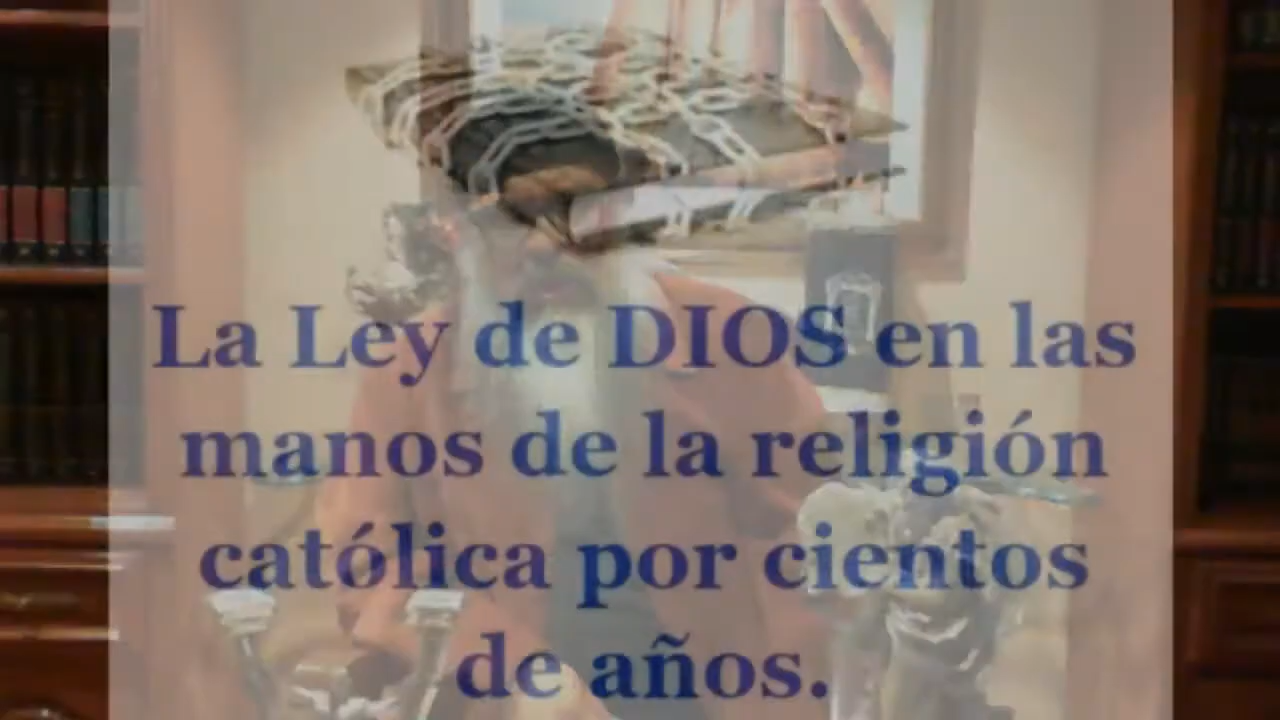 La Ley de DIOS en las
manos de la religión
católica por cientos
de años.